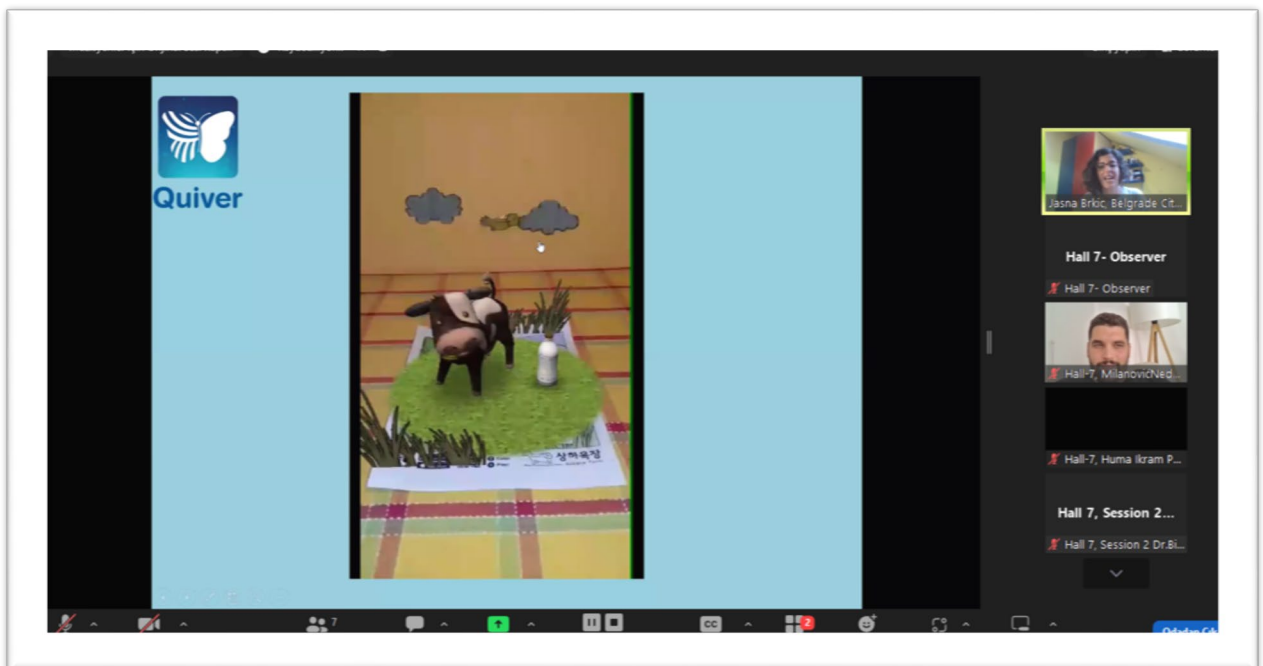 Quiver
상하목장
Jasna Brkic, Belgrade Cit...
Hall 7- Observer
Hall 7- Observer
Hall-7, MilanovicNed...
Hall-7, Huma Ikram P...
Hall 7, Session 2...
Hall 7, Session 2 Dr.Bi...
7
CC
2